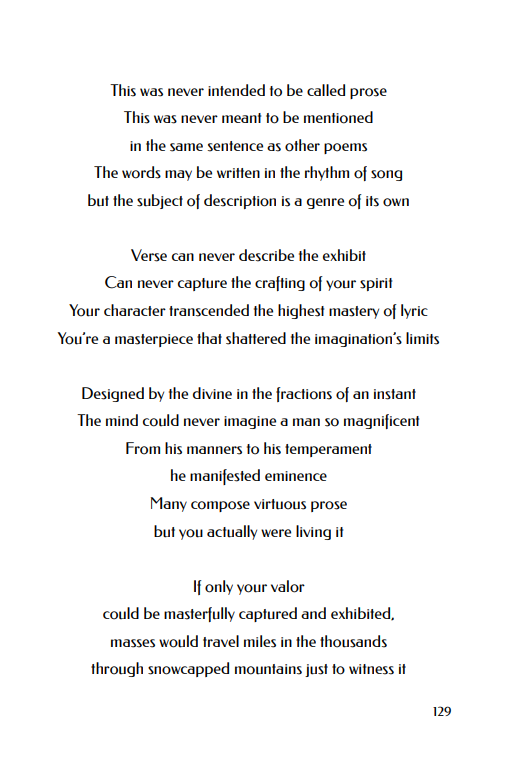 This was never intended to be called prose
This was never meant to be mentioned
in the same sentence as other poems
The words may be written in the rhythm of song
but the subject of description is a genre of its own
Verse can never describe the exhibit
Can never capture the crafting of your spirit
Your character transcended the highest mastery of lyric
You're a masterpiece that shattered the imagination's limits
Designed by the divine in the fractions of an instant
The mind could never imagine a man so magnificent
From his manners to his temperament
he manifested eminence
Many compose virtuous prose
but you actually were living it
If only your valor
could be masterfully captured and exhibited,
masses would travel miles in the thousands
through snowcapped mountains just to witness it
129